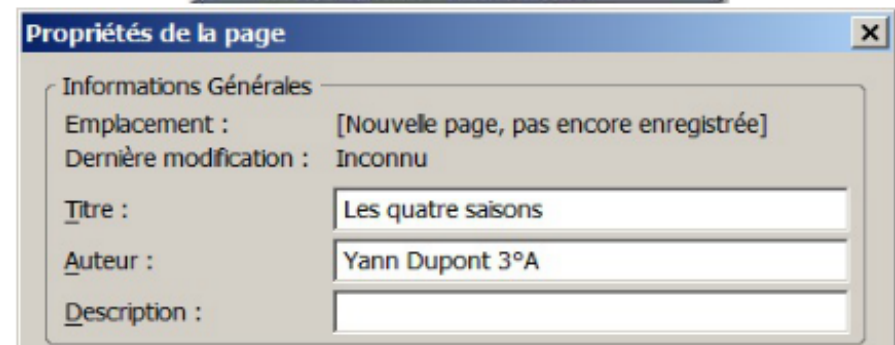 Propriétés de la page
Informations Générales
Emplacement : [Nouvelle page, pas encore enregistrée]
Dernière modification : Inconnu
Titre : Les quatre saisons
Auteur : Yann Dupont 3°A
Description :